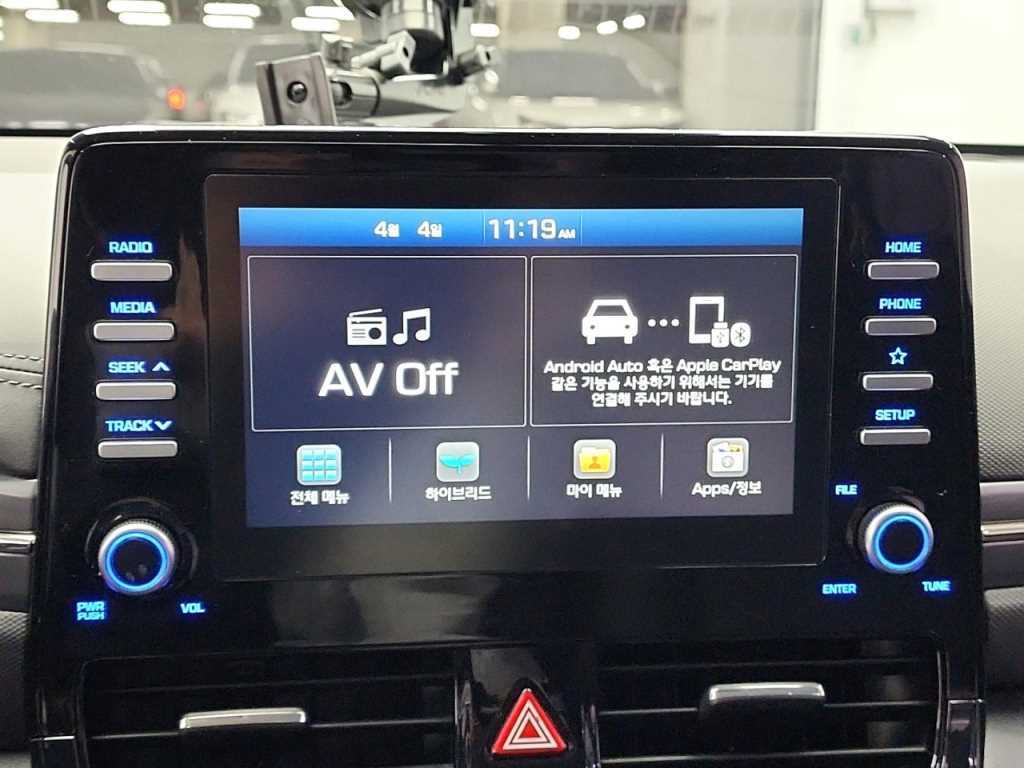 4월 4일 11:19 AM
RADIO
MEDIA
SEEK
TRACK
AV Off
Android Auto 혹은 Apple CarPlay
같은 기능을 사용하기 위해서는 기기를
연결해 주시기 바랍니다.
전체 메뉴
하이브리드
마이 메뉴
Apps/정보
HOME
PHONE
SETUP
PWR
PUSH
VOL
FILE
ENTER
TUNE